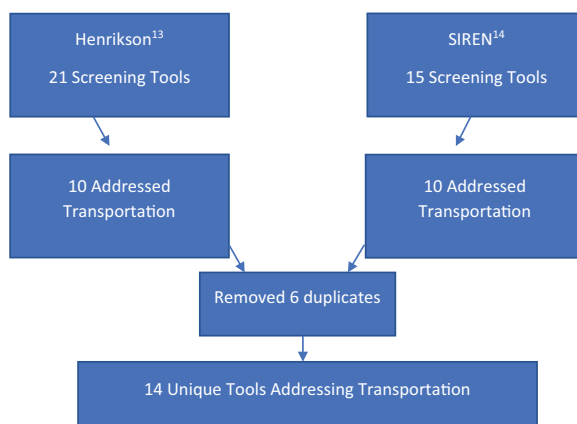 Henrikson13
21 Screening Tools
SIREN14
15 Screening Tools
10 Addressed
Transportation
10 Addressed
Transportation
Removed 6 duplicates
14 Unique Tools Addressing Transportation